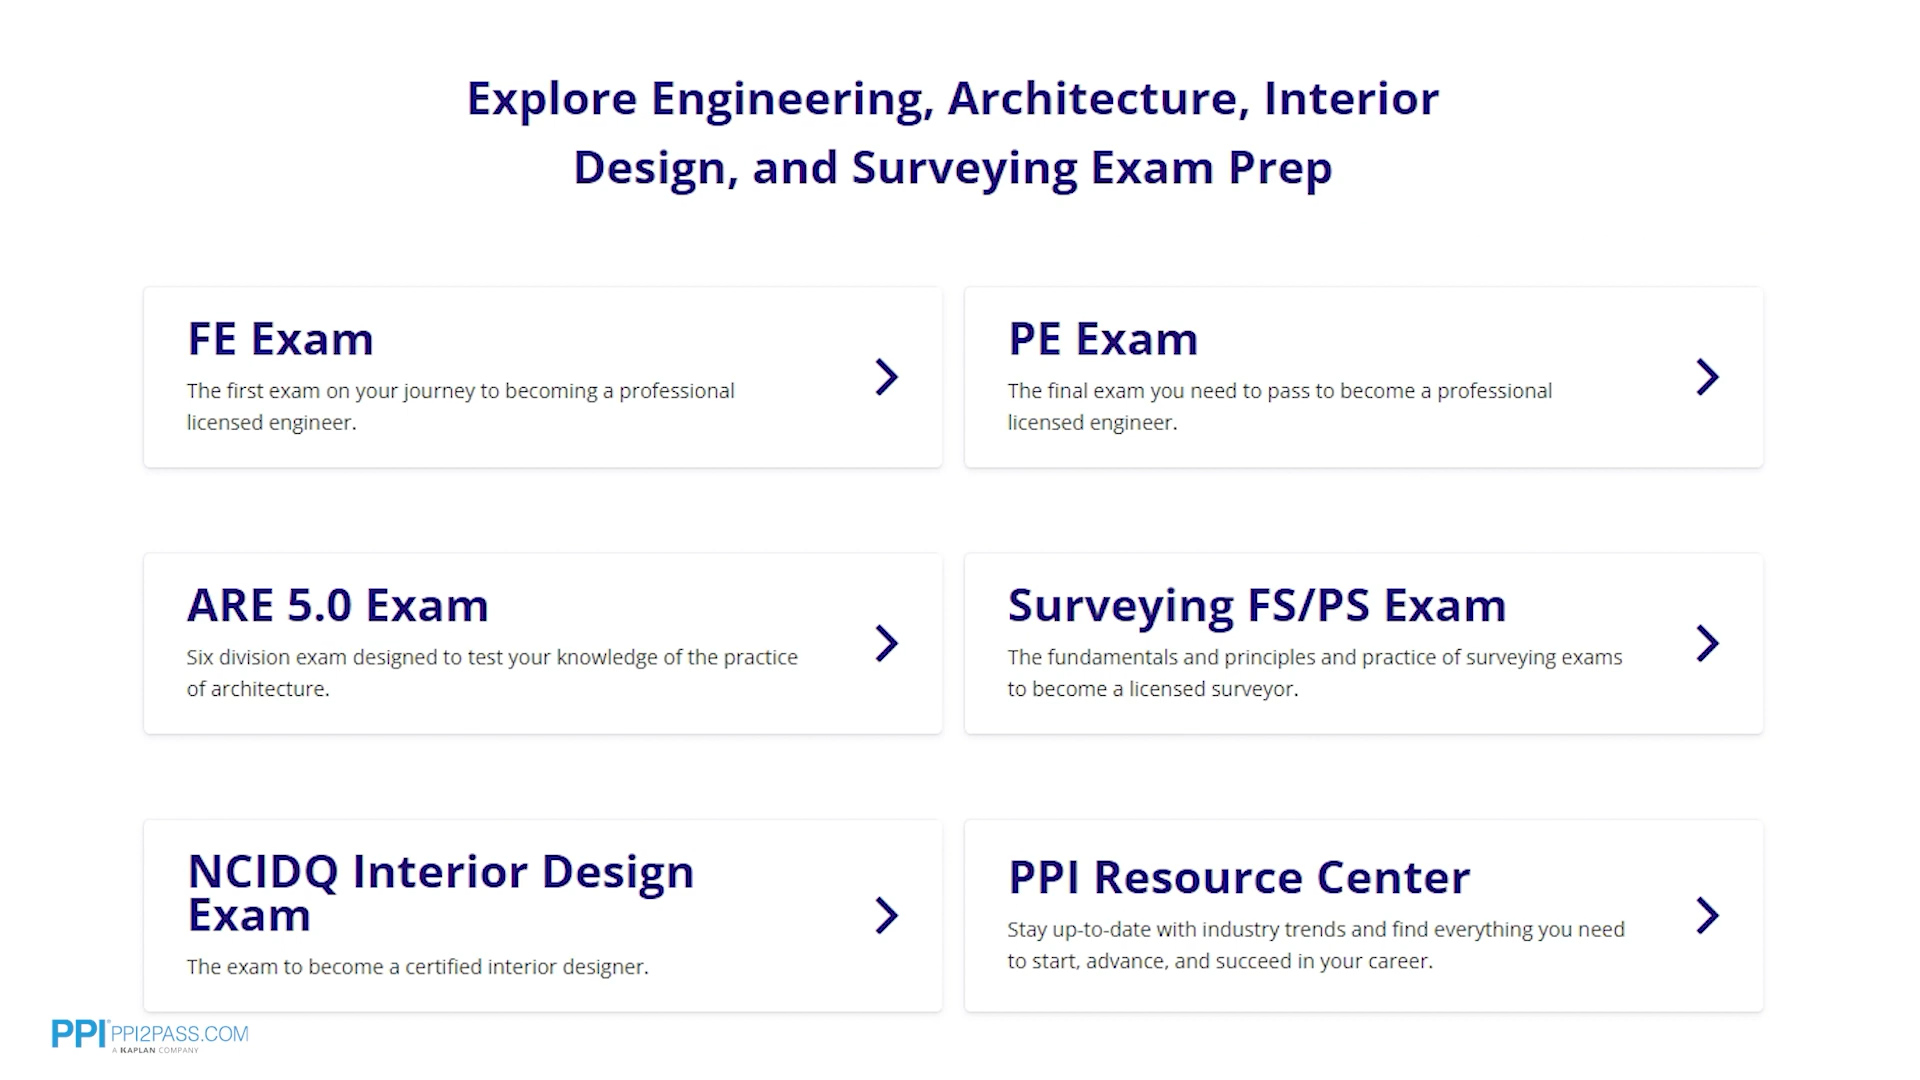 Explore Engineering, Architecture, Interior
Design, and Surveying Exam Prep
FE Exam
The first exam on your journey to becoming a professional
licensed engineer.
PE Exam
The final exam you need to pass to become a professional
licensed engineer.
ARE 5.0 Exam
Six division exam designed to test your knowledge of the practice
of architecture.
Surveying FS/PS Exam
The fundamentals and principles and practice of surveying exams
to become a licensed surveyor.
NCIDQ Interior Design
Exam
The exam to become a certified interior designer.
PPI Resource Center
Stay up-to-date with industry trends and find everything you need
to start, advance, and succeed in your career.
PPI PPI2PASS.COM
A KAPLAN COMPANY